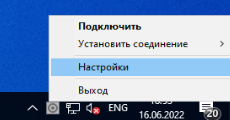 Подключить
Установить соединение
Настройки
Выход
ENG
16.06.2022
20